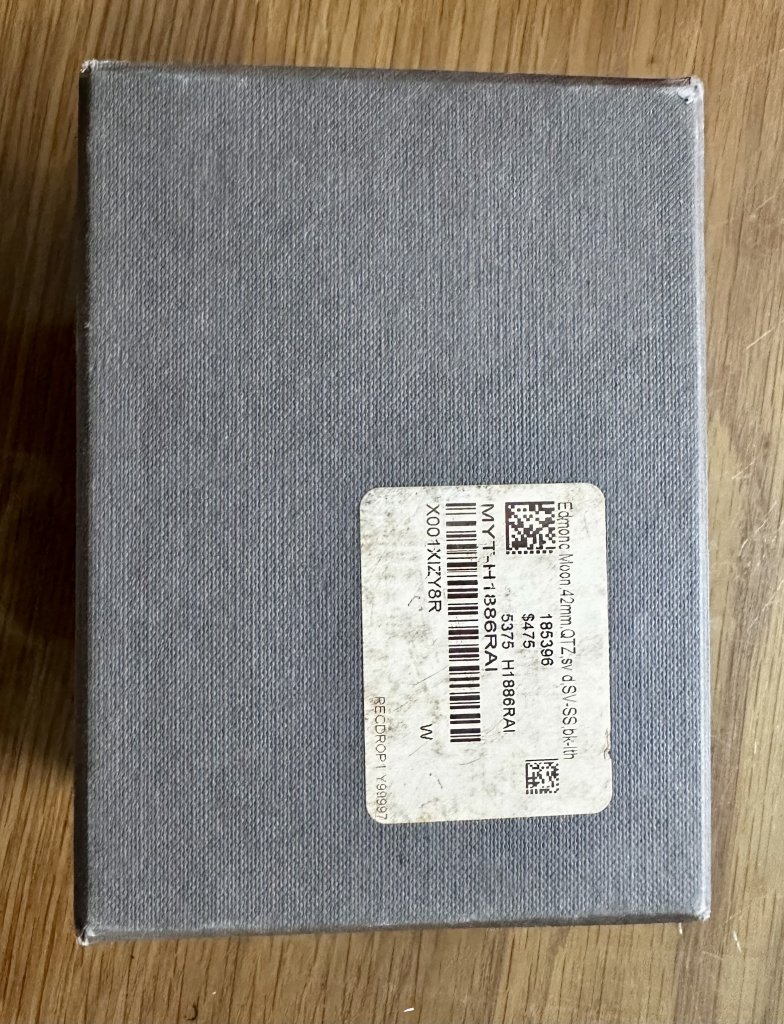 Edmond Moon 42mm.QTZ,sv d,SV-SS,bk-lth
185396
$475
5375 H1886RAI
MYT-H1886RAI
X001XIZY8R
W
RECDROP1 Y99997